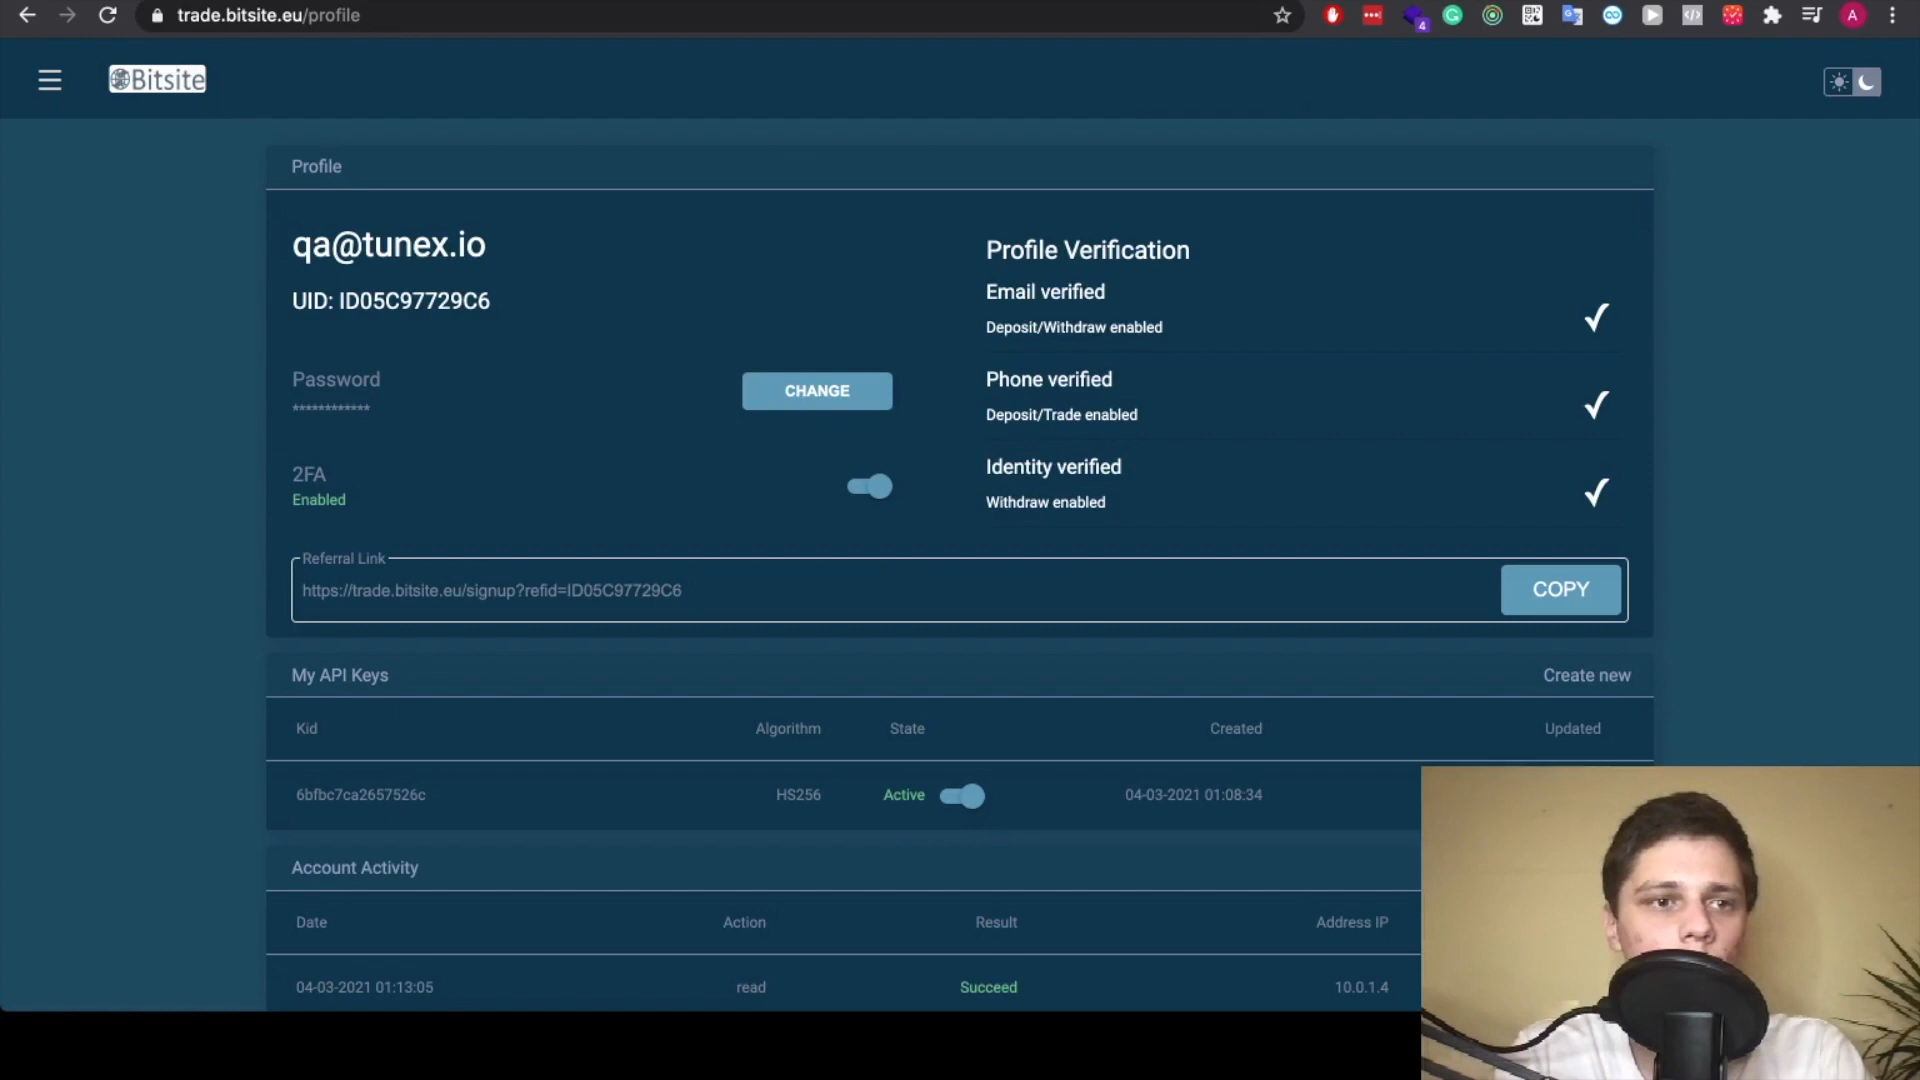 trade.bitsite.eu/profile
4
A
Bitsite
Profile
qa@tunex.io
UID: ID05C97729C6
Password
************
CHANGE
2FA
Enabled
Profile Verification
Email verified
Deposit/Withdraw enabled
Phone verified
Deposit/Trade enabled
Identity verified
Withdraw enabled
Referral Link
https://trade.bitsite.eu/signup?refid=ID05C97729C6
COPY
My API Keys
Create new
Kid Algorithm State Created Updated
6bfbc7ca2657526c HS256 Active 04-03-2021 01:08:34
Account Activity
Date Action Result Address IP
04-03-2021 01:13:05 read Succeed 10.0.1.4